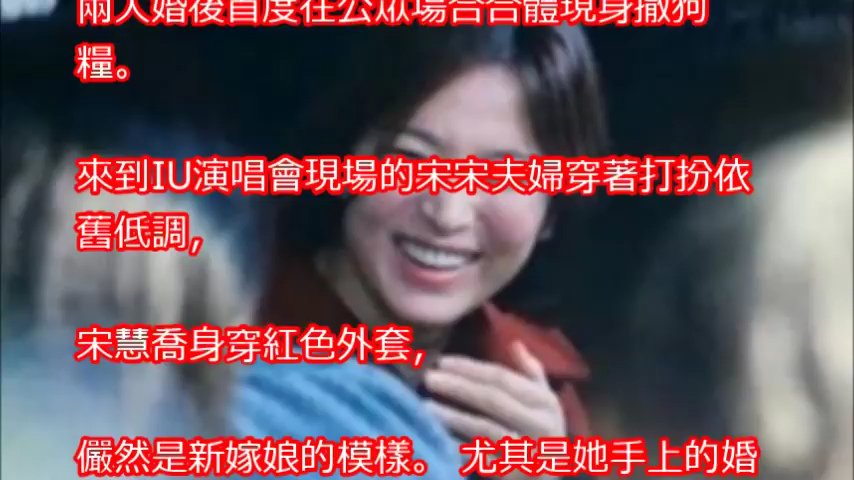 兩人婚後首度在公眾場合合體現身撒狗
糧。
來到IU演唱會現場的宋宋夫婦穿著打扮依
舊低調，
宋慧喬身穿紅色外套，
儼然是新嫁娘的模樣。 尤其是她手上的婚